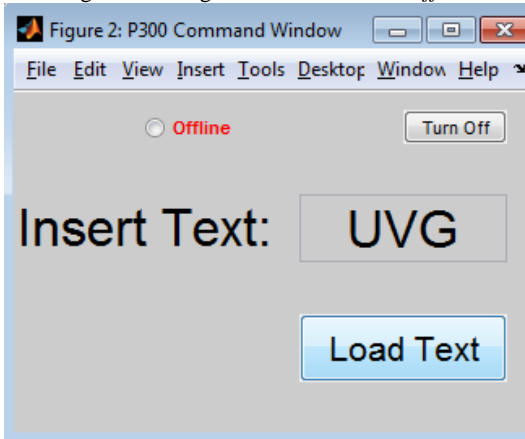 Figure 2: P300 Command Window
File Edit View Insert Tools Desktop Window Help
Offline
Turn Off
Insert Text: UVG
Load Text